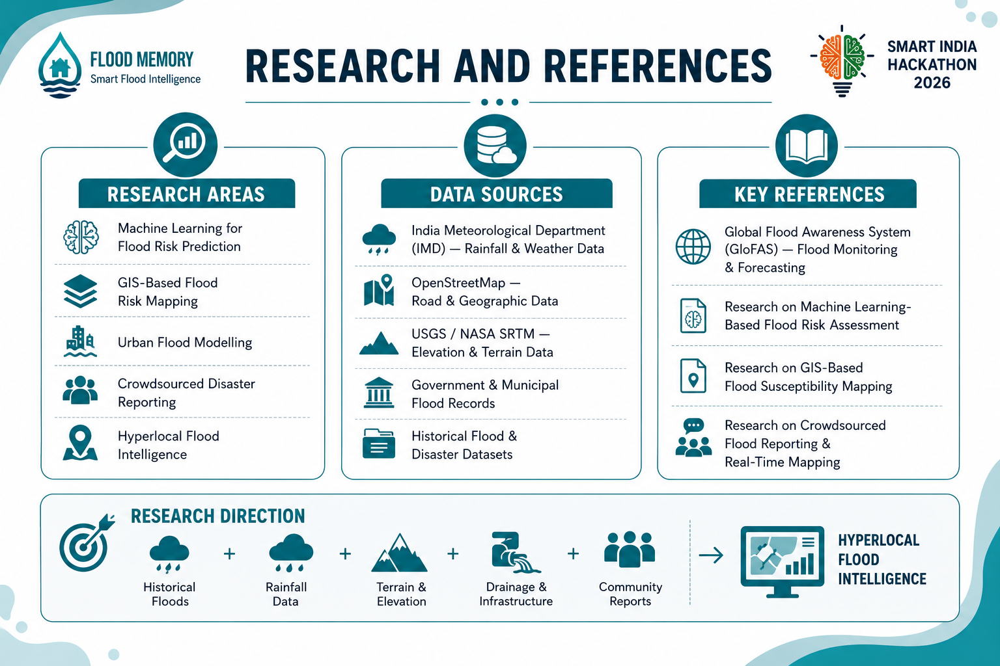 FLOOD MEMORY
Smart Flood Intelligence
RESEARCH AND REFERENCES
SMART INDIA
HACKATHON
2026
RESEARCH AREAS
Machine Learning for
Flood Risk Prediction
GIS-Based Flood
Risk Mapping
Urban Flood Modelling
Crowdsourced Disaster
Reporting
Hyperlocal Flood
Intelligence
DATA SOURCES
India Meteorological Department
(IMD) — Rainfall & Weather Data
OpenStreetMap —
Road & Geographic Data
USGS / NASA SRTM —
Elevation & Terrain Data
Government & Municipal
Flood Records
Historical Flood &
Disaster Datasets
KEY REFERENCES
Global Flood Awareness System
(GloFAS) — Flood Monitoring
& Forecasting
Research on Machine Learning-
Based Flood Risk Assessment
Research on GIS-Based
Flood Susceptibility Mapping
Research on Crowdsourced
Flood Reporting &
Real-Time Mapping
RESEARCH DIRECTION
Historical
Floods
+
Rainfall
Data
+
Terrain &
Elevation
+
Drainage &
Infrastructure
+
Community
Reports
→
HYPERLOCAL
FLOOD
INTELLIGENCE